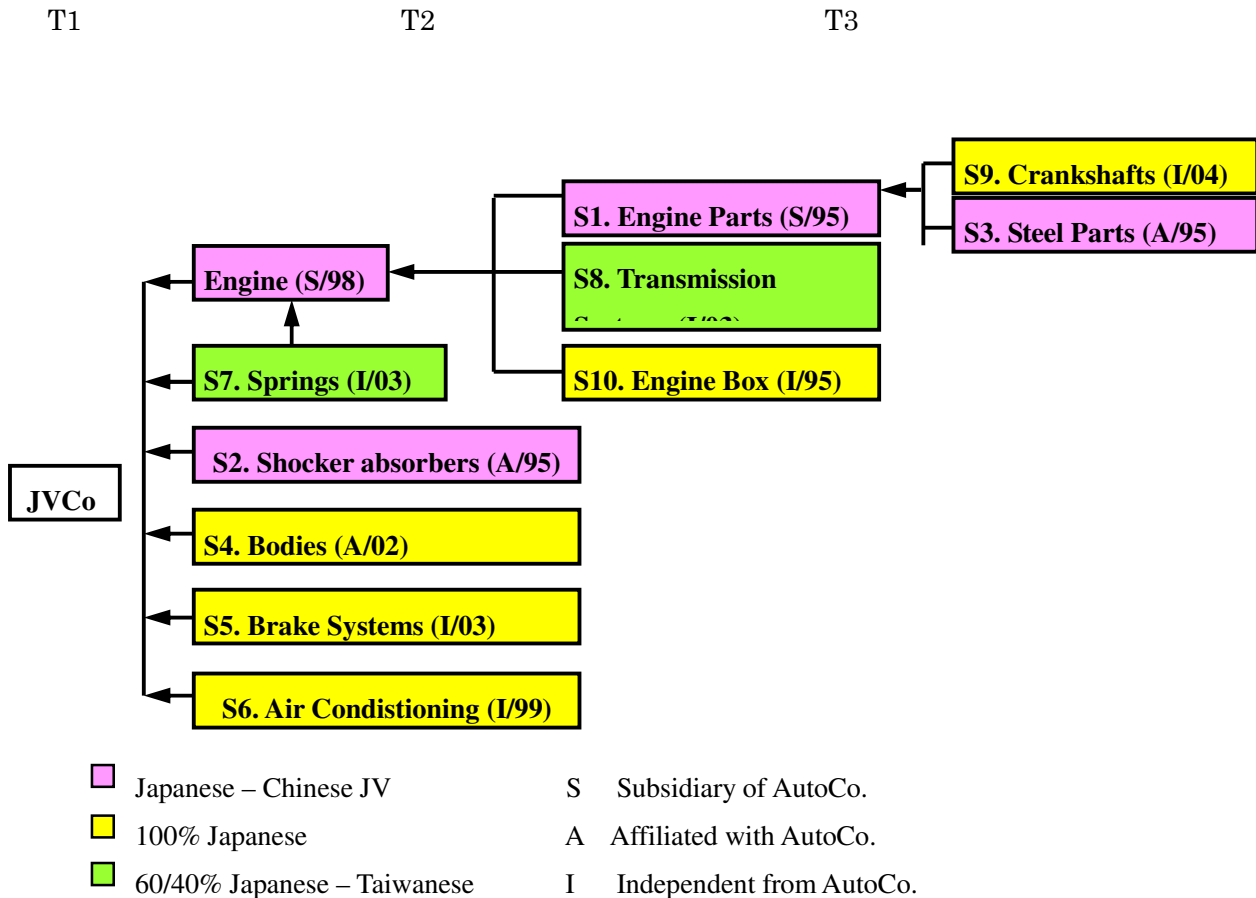 T1 T2 T3
S9. Crankshafts (I/04)
S1. Engine Parts (S/95)
S3. Steel Parts (A/95)
Engine (S/98)
S8. Transmission
S7. Springs (I/03)
S10. Engine Box (I/95)
S2. Shocker absorbers (A/95)
JVCo
S4. Bodies (A/02)
S5. Brake Systems (I/03)
S6. Air Condistioning (I/99)
Japanese – Chinese JV S Subsidiary of AutoCo.
100% Japanese A Affiliated with AutoCo.
60/40% Japanese – Taiwanese I Independent from AutoCo.